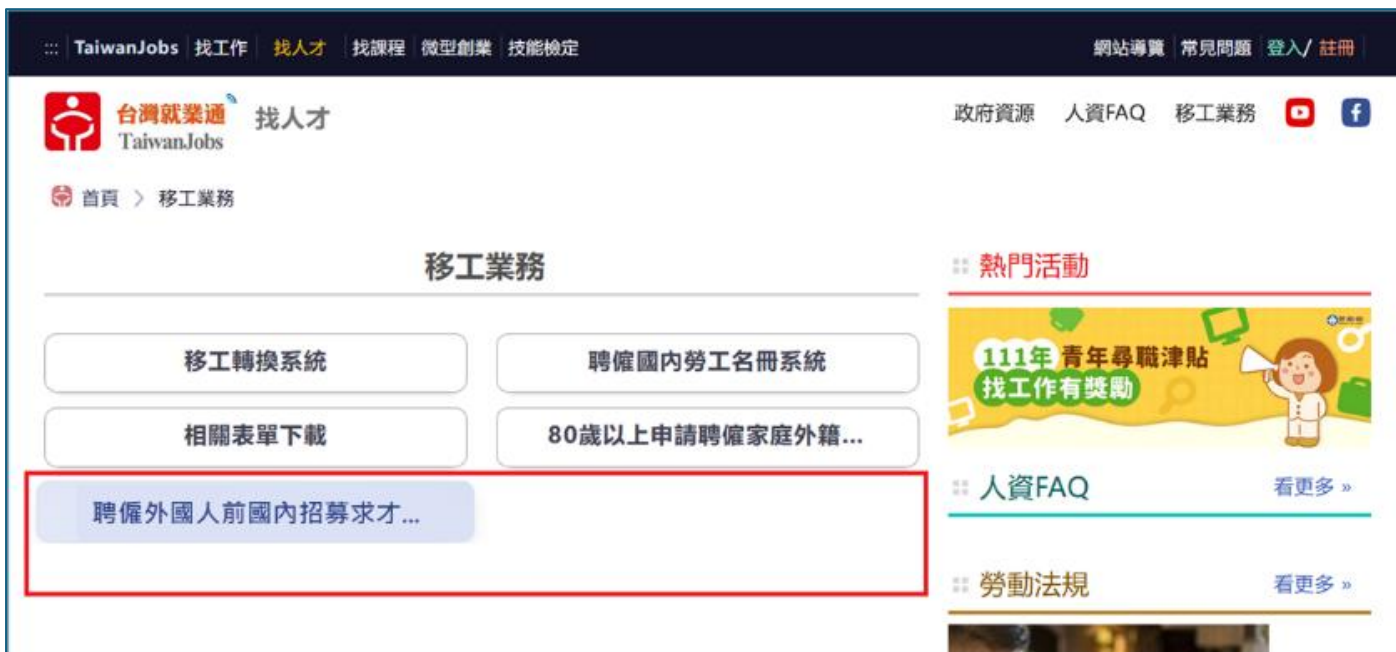 ::: TaiwanJobs 找工作 找人才 找課程 微型創業 技能檢定 網站導覽 常見問題 登入/ 註冊
台灣就業通 找人才 政府資源 人資FAQ 移工業務
TaiwanJobs
首頁 > 移工業務
移工業務
移工轉換系統 聘僱國內勞工名冊系統
相關表單下載 80歲以上申請聘僱家庭外籍...
聘僱外國人前國內招募求才...
熱門活動
111年 青年尋職津貼
找工作有獎勵
人資FAQ 看更多 »
勞動法規 看更多 »